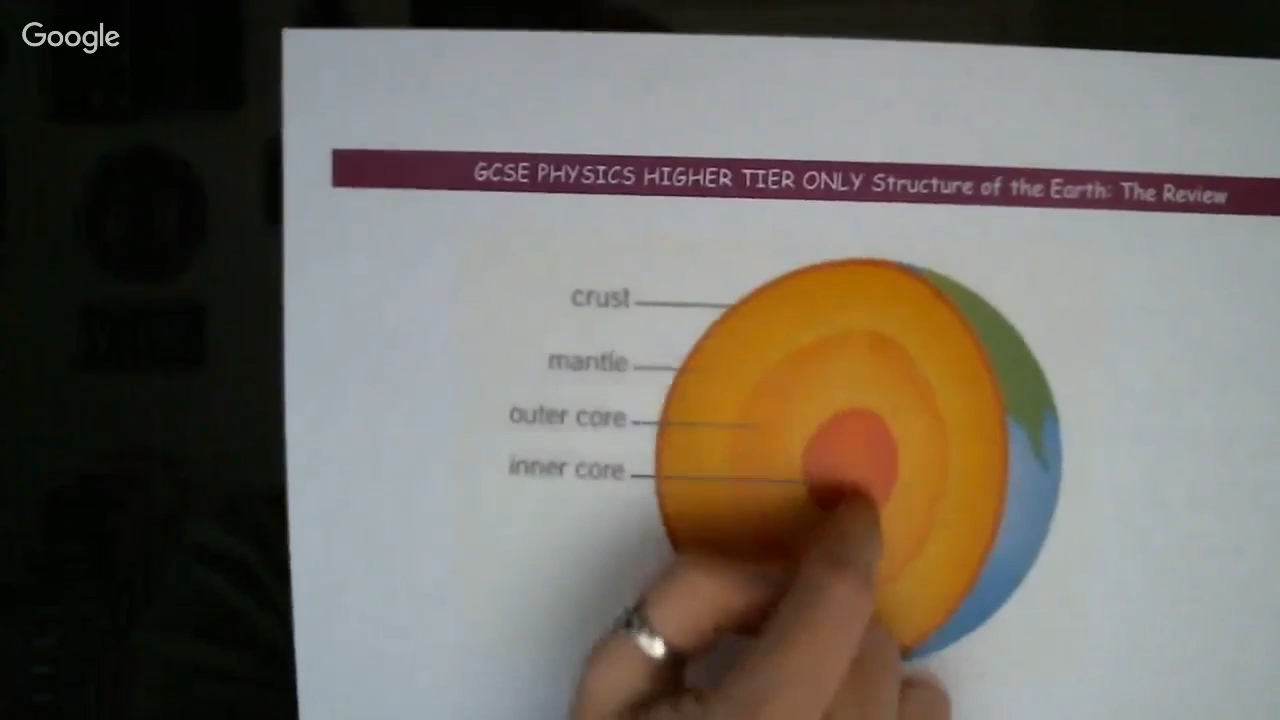 Google
GCSE PHYSICS HIGHER TIER ONLY Structure of the Earth: The Review
crust
mantle
outer core
inner core